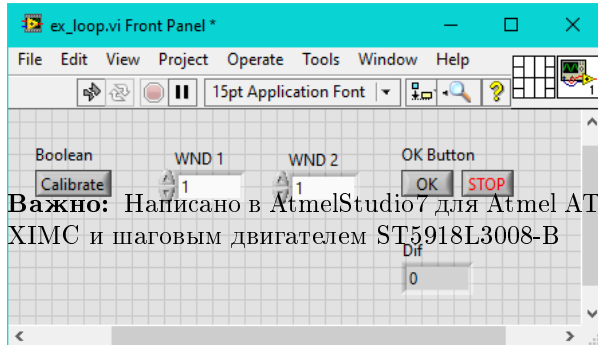 ex_loop.vi Front Panel *
File Edit View Project Operate Tools Window Help
15pt Application Font
1
Boolean WND 1 WND 2 OK Button
Calibrate 1 1 OK STOP
Важно: Написано в AtmelStudio7 для Atmel AT
XIMC и шаговым двигателем ST5918L3008-B
Dif
0